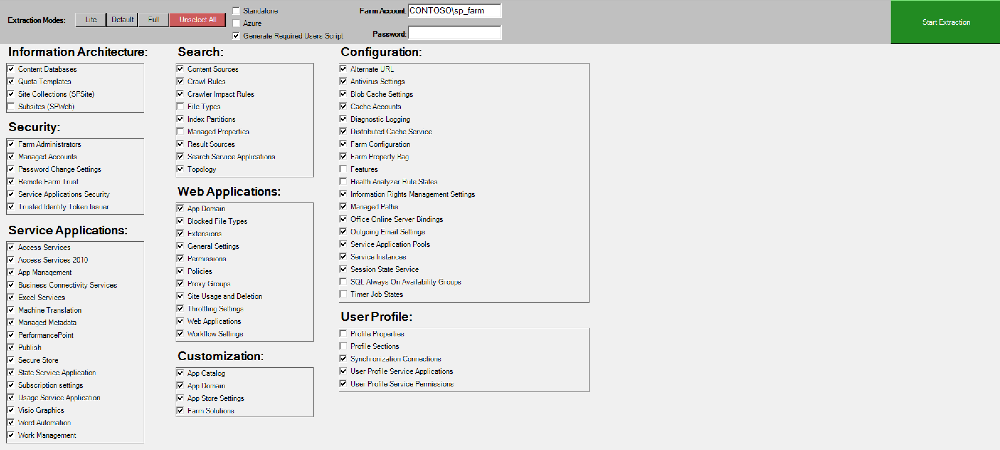 Extraction Modes:
Lite
Default
Full
Unselect All
Standalone
Azure
Generate Required Users Script
Farm Account:
CONTOSO\sp_farm
Password:
Start Extraction
Information Architecture:
Content Databases
Quota Templates
Site Collections (SPSite)
Subsites (SPWeb)
Security:
Farm Administrators
Managed Accounts
Password Change Settings
Remote Farm Trust
Service Applications Security
Trusted Identity Token Issuer
Service Applications:
Access Services
Access Services 2010
App Management
Business Connectivity Services
Excel Services
Machine Translation
Managed Metadata
PerformancePoint
Publish
Secure Store
State Service Application
Subscription settings
Usage Service Application
Visio Graphics
Word Automation
Work Management
Search:
Content Sources
Crawl Rules
Crawler Impact Rules
File Types
Index Partitions
Managed Properties
Result Sources
Search Service Applications
Topology
Web Applications:
App Domain
Blocked File Types
Extensions
General Settings
Permissions
Policies
Proxy Groups
Site Usage and Deletion
Throttling Settings
Web Applications
Workflow Settings
Customization:
App Catalog
App Domain
App Store Settings
Farm Solutions
Configuration:
Alternate URL
Antivirus Settings
Blob Cache Settings
Cache Accounts
Diagnostic Logging
Distributed Cache Service
Farm Configuration
Farm Property Bag
Features
Health Analyzer Rule States
Information Rights Management Settings
Managed Paths
Office Online Server Bindings
Outgoing Email Settings
Service Application Pools
Service Instances
Session State Service
SQL Always On Availability Groups
Timer Job States
User Profile:
Profile Properties
Profile Sections
Synchronization Connections
User Profile Service Applications
User Profile Service Permissions